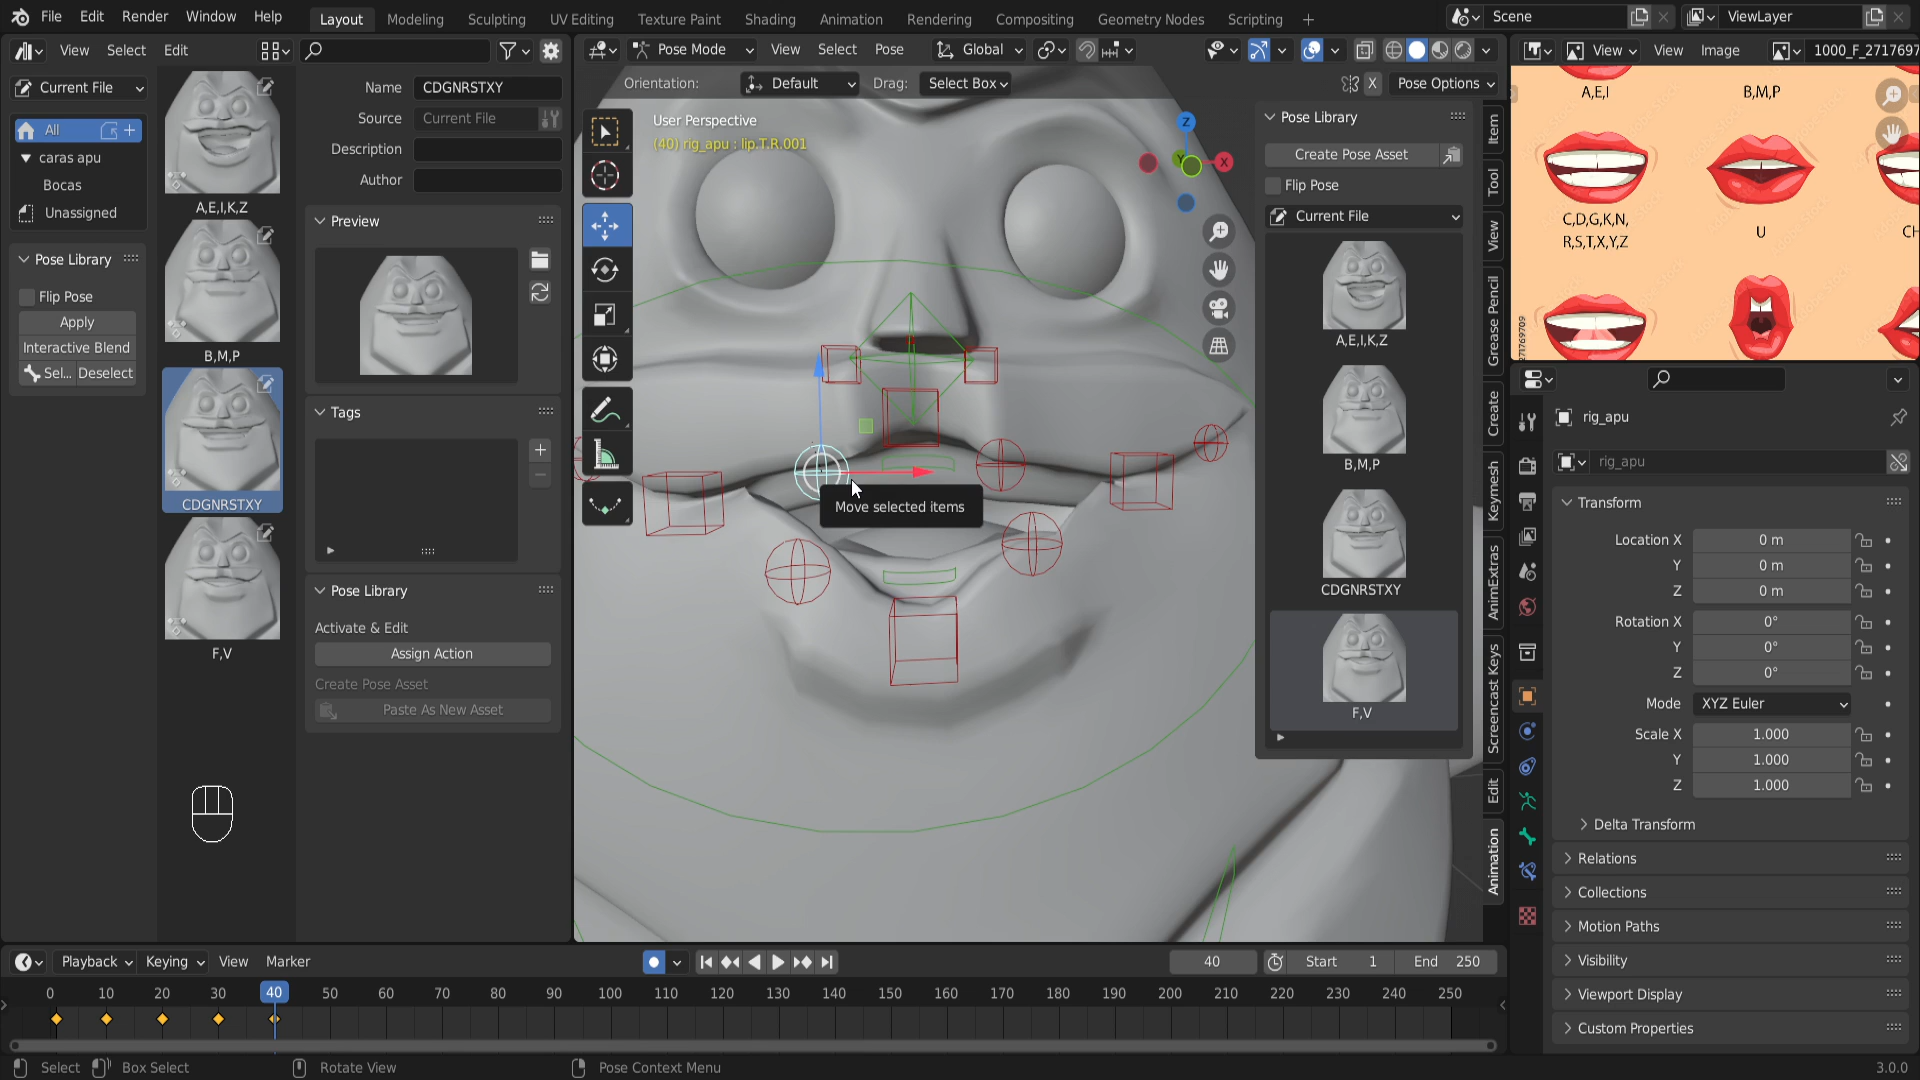 File Edit Render Window Help
Layout Modeling Sculpting UV Editing Texture Paint Shading Animation Rendering Compositing Geometry Nodes Scripting +
Scene
ViewLayer
View Select Edit
Pose Mode View Select Pose Global
View View Image 1000_F_2717697
Current File
All
caras apu
Bocas
Unassigned
Pose Library
Flip Pose
Apply
Interactive Blend
Sel... Deselect
A,E,I,K,Z
B,M,P
CDGNRSTXY
F,V
Name CDGNRSTXY
Source Current File
Description
Author
Preview
Tags
Pose Library
Activate & Edit
Assign Action
Create Pose Asset
Paste As New Asset
Orientation: Default Drag: Select Box
X Pose Options
User Perspective
(40) rig_apu : lip.T.R.001
Z
Y
X
Move selected items
Pose Library
Create Pose Asset
Flip Pose
Current File
A,E,I,K,Z
B,M,P
CDGNRSTXY
F,V
Item
Tool
View
Grease Pencil
Create
Keymesh
AnimExtras
Screencast Keys
Edit
Animation
A,E,I
B,M,P
C,D,G,K,N,
R,S,T,X,Y,Z
U
CH
271769709
rig_apu
rig_apu
Transform
Location X 0 m
Y 0 m
Z 0 m
Rotation X 0°
Y 0°
Z 0°
Mode XYZ Euler
Scale X 1.000
Y 1.000
Z 1.000
Delta Transform
Relations
Collections
Motion Paths
Visibility
Viewport Display
Custom Properties
Playback Keying View Marker
40 Start 1 End 250
0 10 20 30 40 50 60 70 80 90 100 110 120 130 140 150 160 170 180 190 200 210 220 230 240 250
Select Box Select Rotate View Pose Context Menu 3.0.0